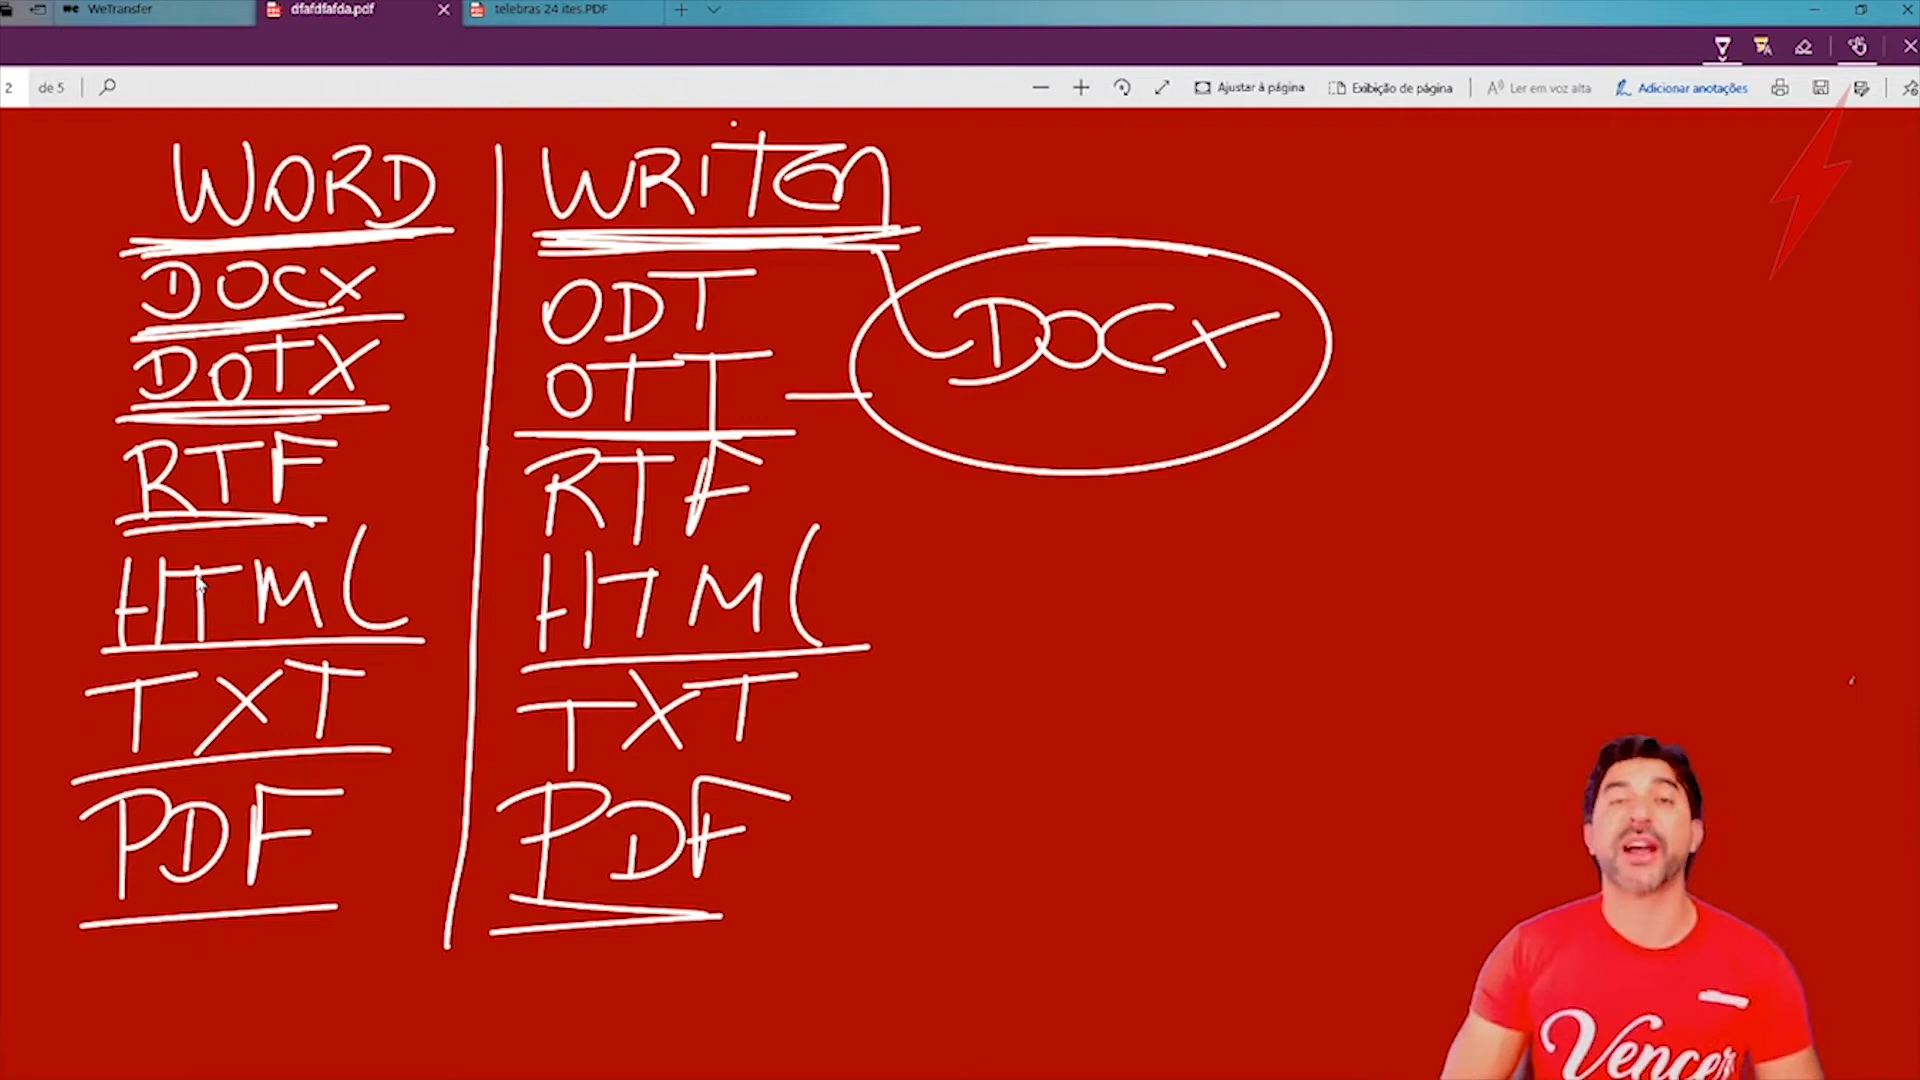 WeTransfer
dfafdfafda.pdf
telebras 24 ites.PDF
2 de 5
Ajustar à página
Exibição de página
Ler em voz alta
Adicionar anotações
WORD
WRITER
DOCX
ODT
DOCX
DOTX
OTT
RTF
RTF
HTML
HTML
TXT
TXT
PDF
PDF
Vencer